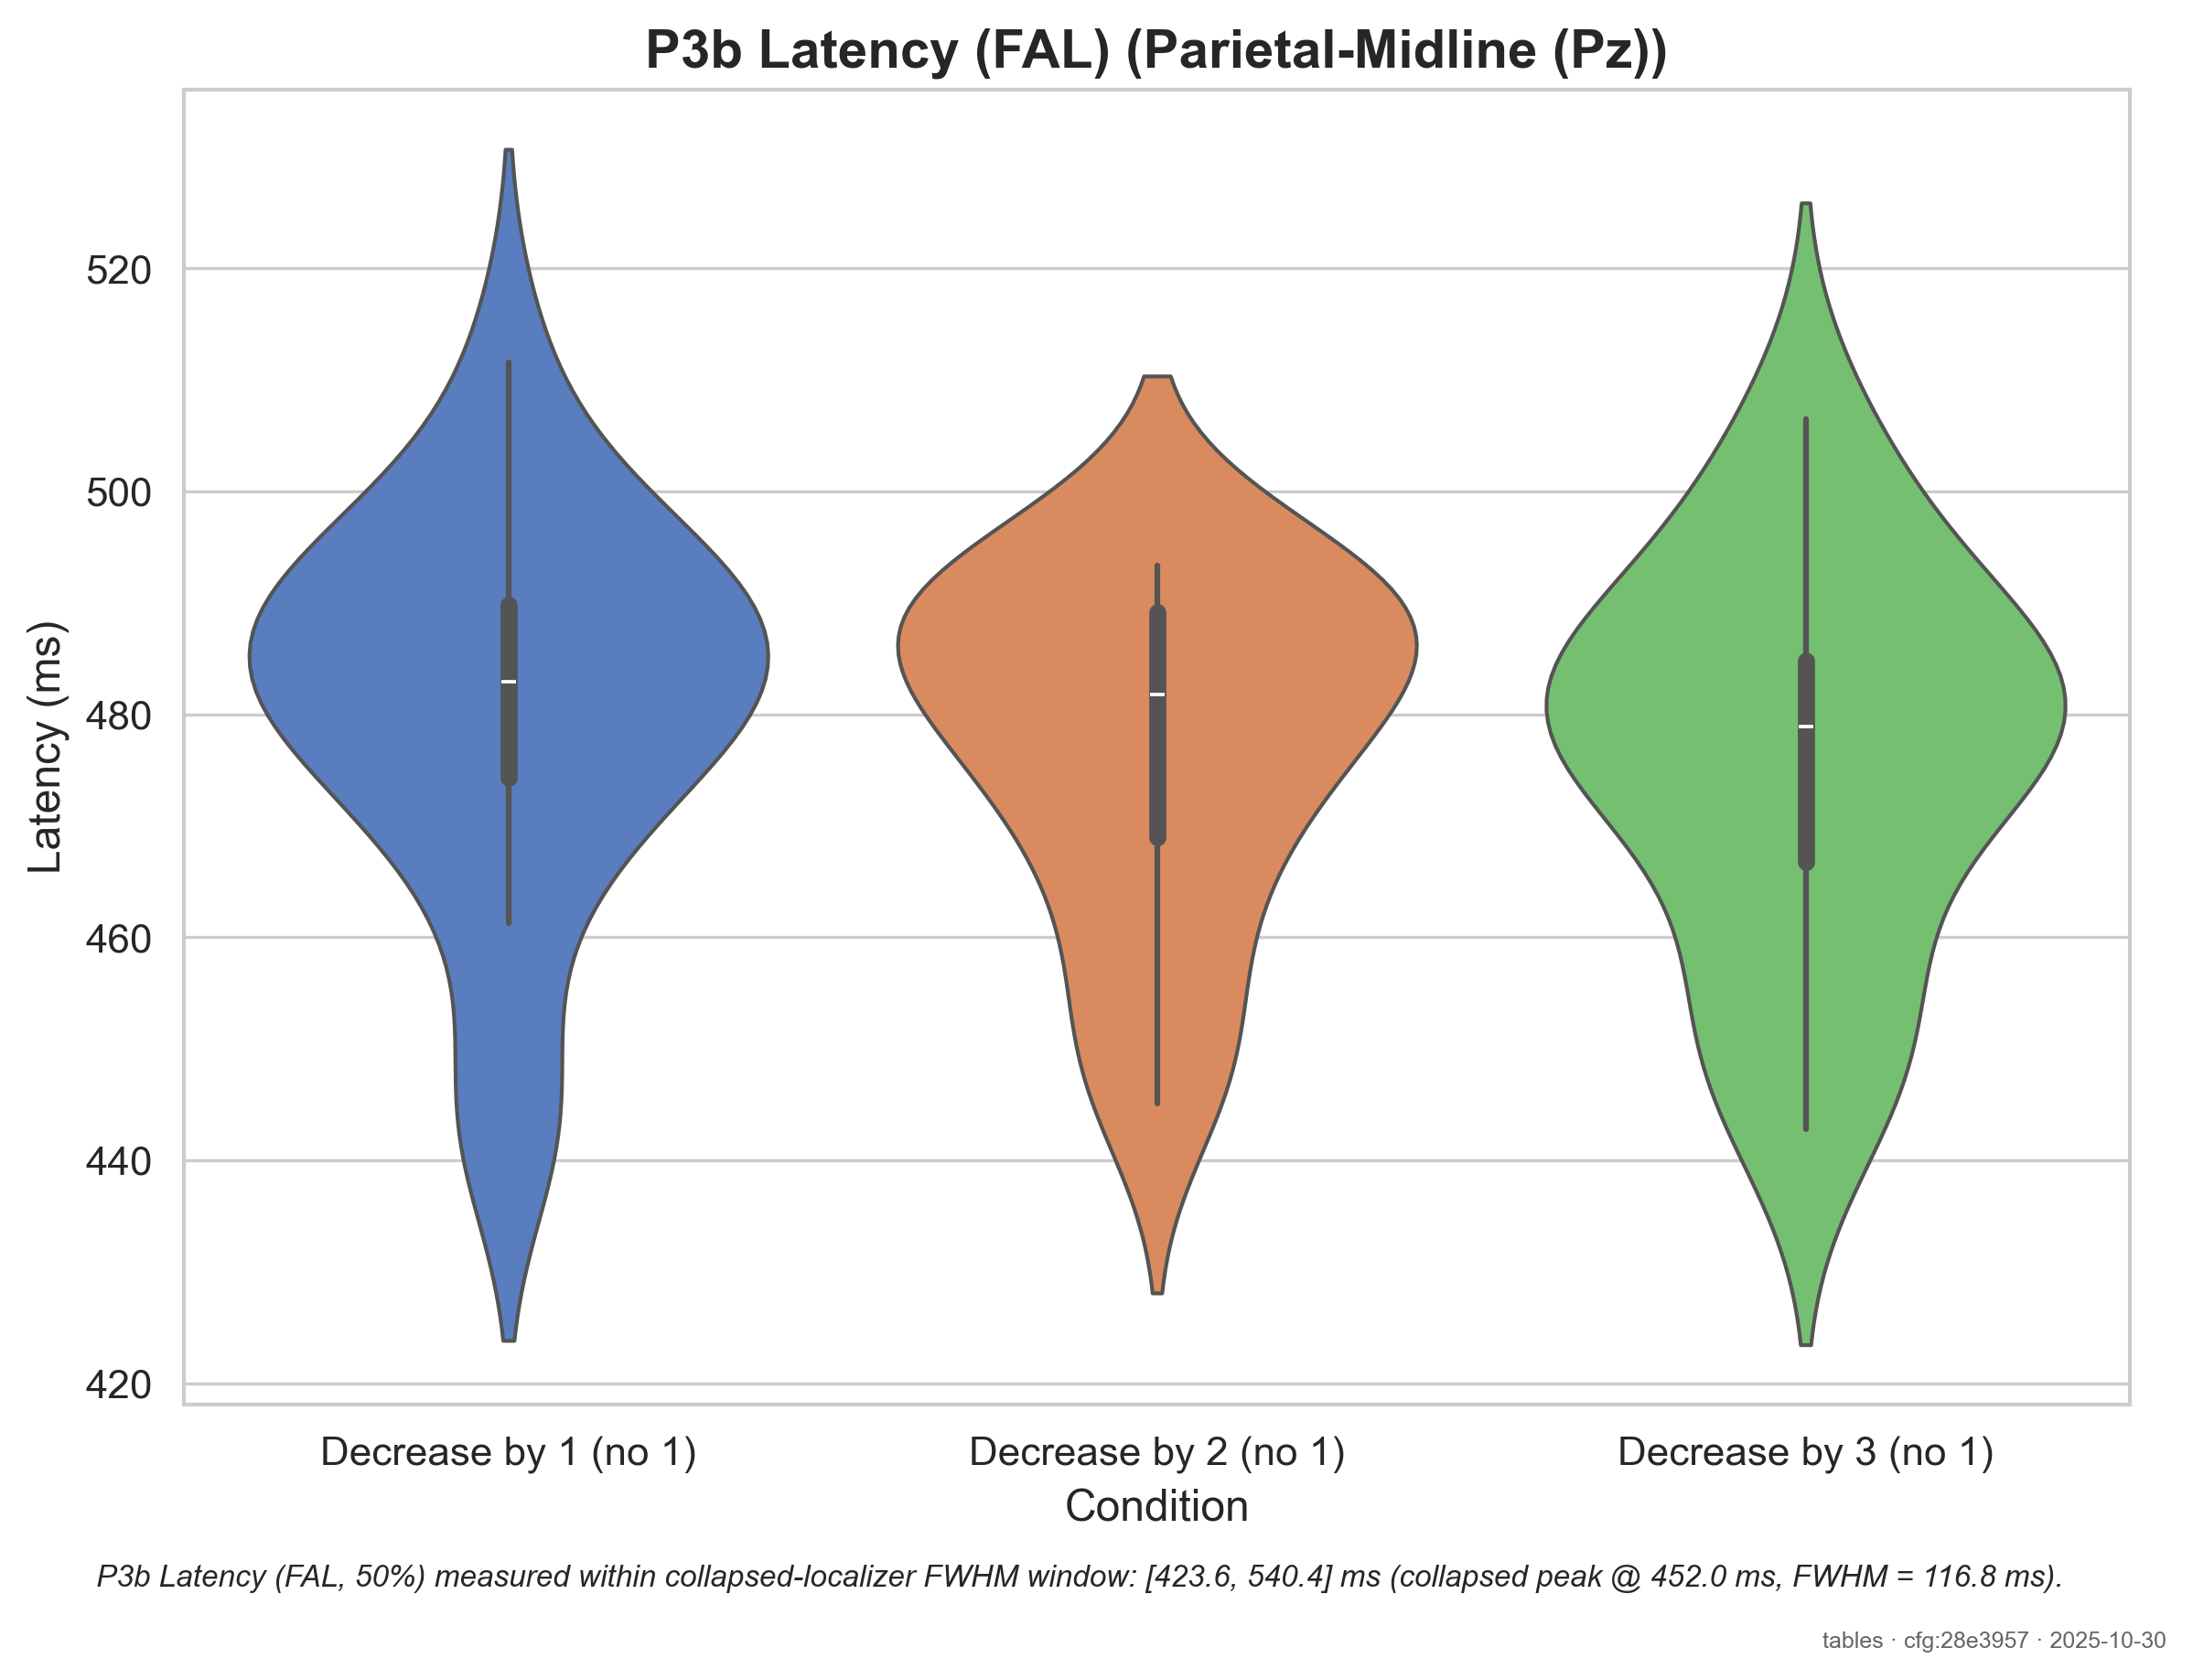 P3b Latency (FAL) (Parietal-Midline (Pz))
Latency (ms)
520
500
480
460
440
420
Decrease by 1 (no 1)
Decrease by 2 (no 1)
Decrease by 3 (no 1)
Condition
P3b Latency (FAL, 50%) measured within collapsed-localizer FWHM window: [423.6, 540.4] ms (collapsed peak @ 452.0 ms, FWHM = 116.8 ms).
tables · cfg:28e3957 · 2025-10-30